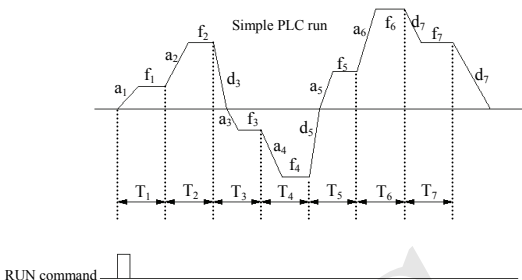 Simple PLC run
a1
f1
a2
f2
d3
a3
f3
a4
f4
d5
a5
f5
a6
f6
d7
f7
d7
T1
T2
T3
T4
T5
T6
T7
RUN command